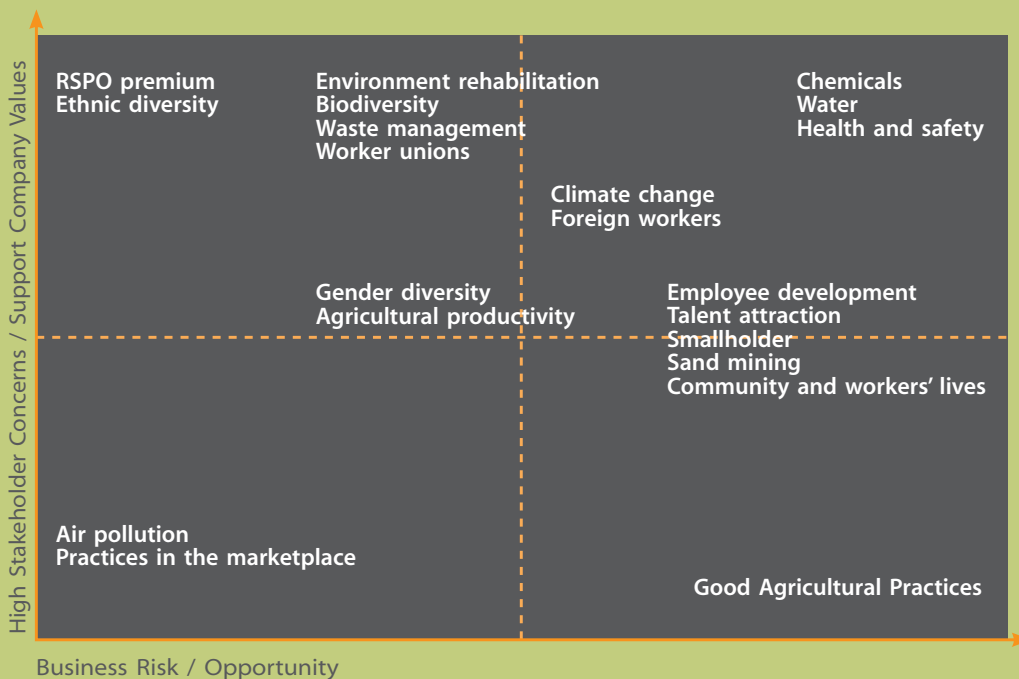 High Stakeholder Concerns / Support Company Values
RSPO premium
Ethnic diversity
Environment rehabilitation
Biodiversity
Waste management
Worker unions
Chemicals
Water
Health and safety
Climate change
Foreign workers
Gender diversity
Agricultural productivity
Employee development
Talent attraction
Smallholder
Sand mining
Community and workers’ lives
Air pollution
Practices in the marketplace
Good Agricultural Practices
Business Risk / Opportunity